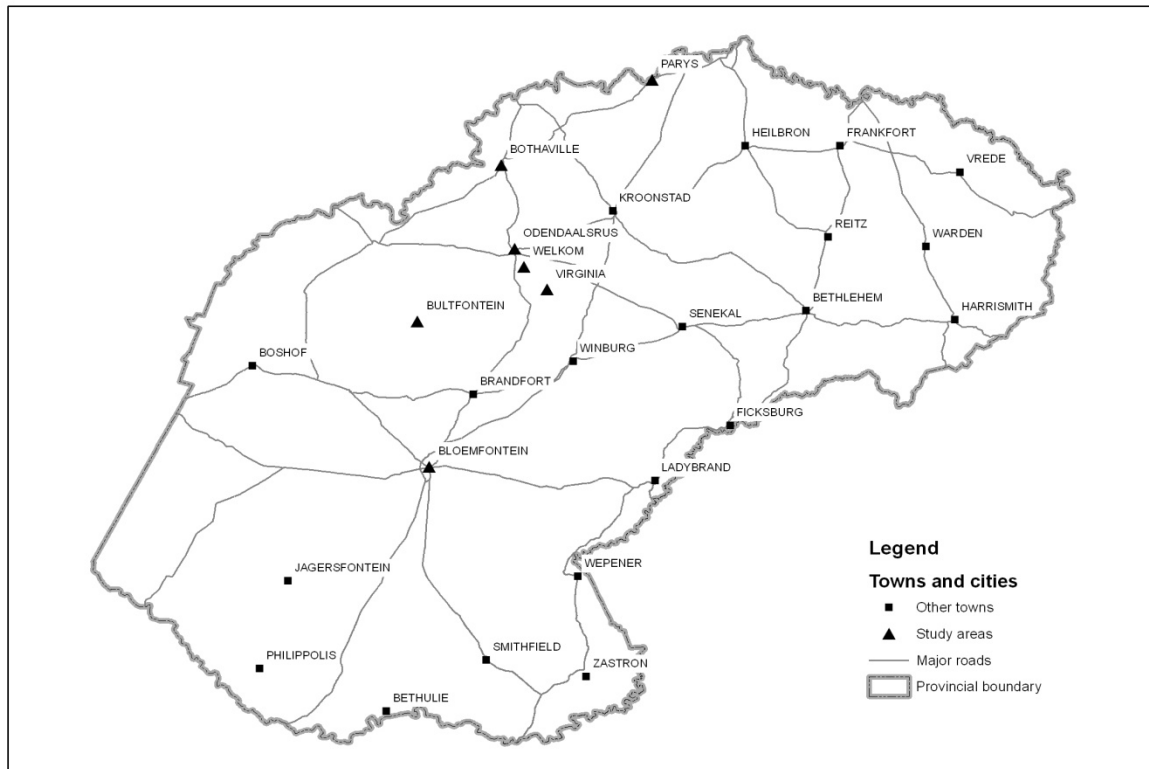 PARYS
HEILBRON
FRANKFORT
BOTHAVILLE
VREDE
KROONSTAD
ODENDAALSRUS
REITZ
WARDEN
WELKOM
VIRGINIA
BULTFONTEIN
BETHLEHEM
HARRISMITH
SENEKAL
BOSHOF
WINBURG
BRANDFORT
FICKSBURG
BLOEMFONTEIN
LADYBRAND
JAGERSFONTEIN
WEPENER
PHILIPPOLIS
SMITHFIELD
ZASTRON
BETHULIE
Legend
Towns and cities
Other towns
Study areas
Major roads
Provincial boundary